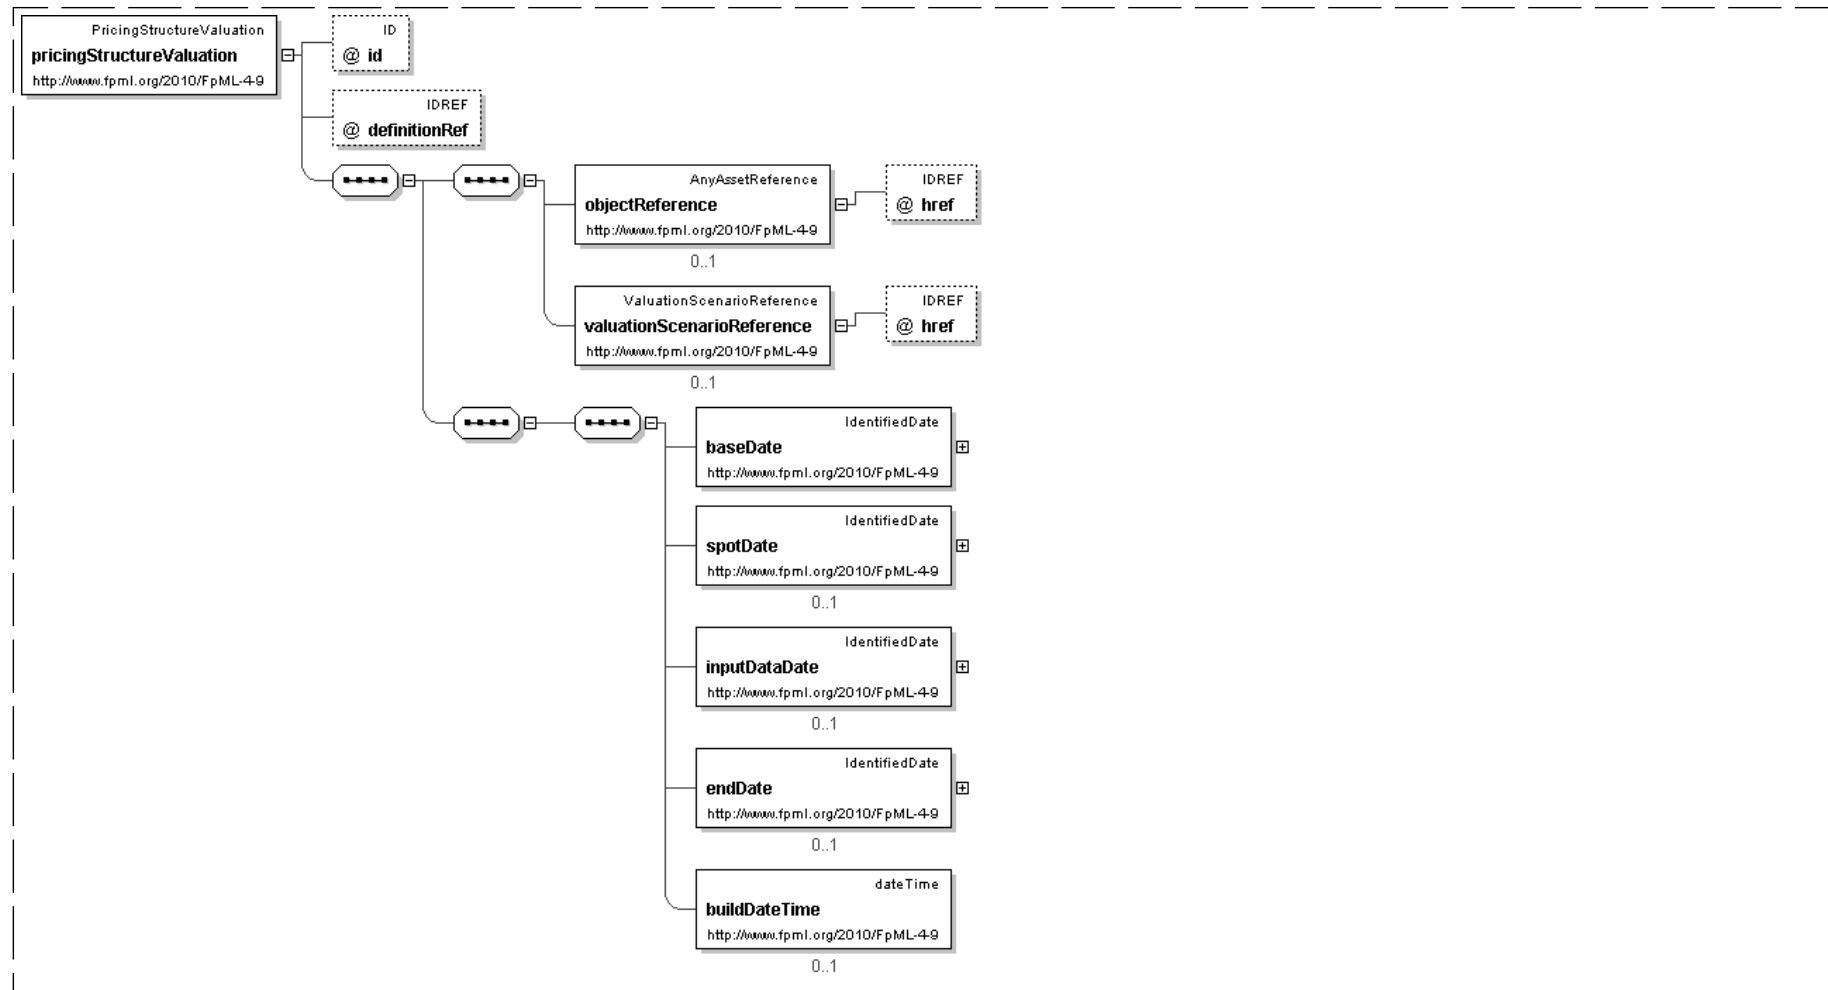 PricingStructureValuation
pricingStructureValuation
http://www.fpml.org/2010/FpML-4-9
ID
@ id
IDREF
@ definitionRef
AnyAssetReference
objectReference
http://www.fpml.org/2010/FpML-4-9
0..1
IDREF
@ href
ValuationScenarioReference
valuationScenarioReference
http://www.fpml.org/2010/FpML-4-9
0..1
IDREF
@ href
IdentifiedDate
baseDate
http://www.fpml.org/2010/FpML-4-9
IdentifiedDate
spotDate
http://www.fpml.org/2010/FpML-4-9
0..1
IdentifiedDate
inputDataDate
http://www.fpml.org/2010/FpML-4-9
0..1
IdentifiedDate
endDate
http://www.fpml.org/2010/FpML-4-9
0..1
dateTime
buildDateTime
http://www.fpml.org/2010/FpML-4-9
0..1